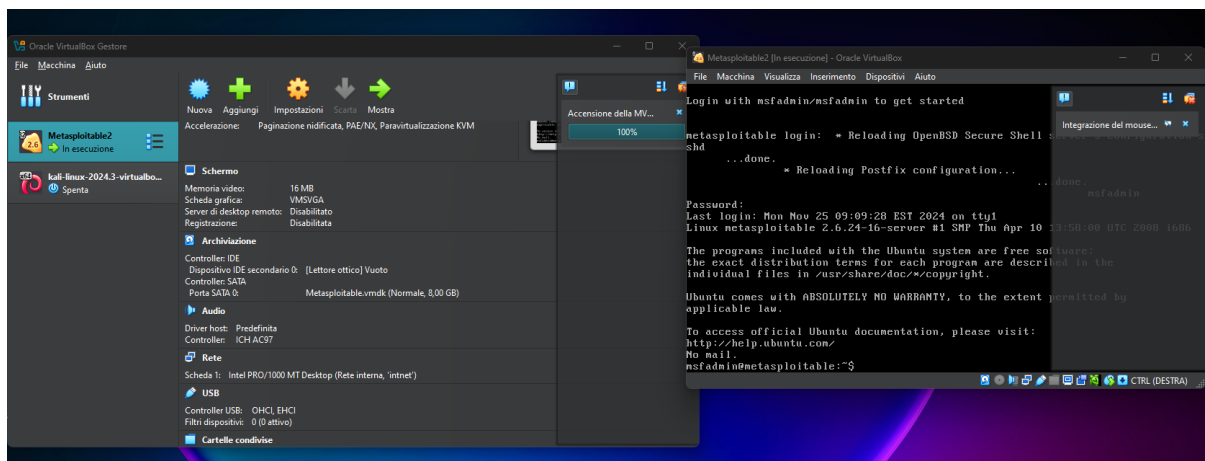 Oracle VirtualBox Gestore
File Macchina Aiuto
Strumenti
Metasploitable2
In esecuzione
kali-linux-2024.3-virtualbo...
Spenta
Nuova Aggiungi Impostazioni Scarta Mostra
Accelerazione: Paginazione nidificata, PAE/NX, Paravirtualizzazione KVM
Schermo
Memoria video: 16 MB
Scheda grafica: VMSVGA
Server di desktop remoto: Disabilitato
Registrazione: Disabilitata
Archiviazione
Controller: IDE
Dispositivo IDE secondario 0: [Lettore ottico] Vuoto
Controller: SATA
Porta SATA 0: Metasploitable.vmdk (Normale, 8,00 GB)
Audio
Driver host: Predefinita
Controller: ICH AC97
Rete
Scheda 1: Intel PRO/1000 MT Desktop (Rete interna, 'intnet')
USB
Controller USB: OHCI, EHCI
Filtri dispositivi: 0 (0 attivo)
Cartelle condivise
Accensione della MV...
100%
Metasploitable2 [In esecuzione] - Oracle VirtualBox
File Macchina Visualizza Inserimento Dispositivi Aiuto
Login with msfadmin/msfadmin to get started
metasploitable login: * Reloading OpenBSD Secure Shell s
shd
...done.
* Reloading Postfix configuration...
...done.
msfadmin
Password:
Last login: Mon Nov 25 09:09:28 EST 2024 on tty1
Linux metasploitable 2.6.24-16-server #1 SMP Thu Apr 10 13:58:00 UTC 2008 i686
The programs included with the Ubuntu system are free software;
the exact distribution terms for each program are described in the
individual files in /usr/share/doc/*/copyright.
Ubuntu comes with ABSOLUTELY NO WARRANTY, to the extent permitted by
applicable law.
To access official Ubuntu documentation, please visit:
http://help.ubuntu.com/
No mail.
msfadmin@metasploitable:~$
Integrazione del mouse...
CTRL (DESTRA)